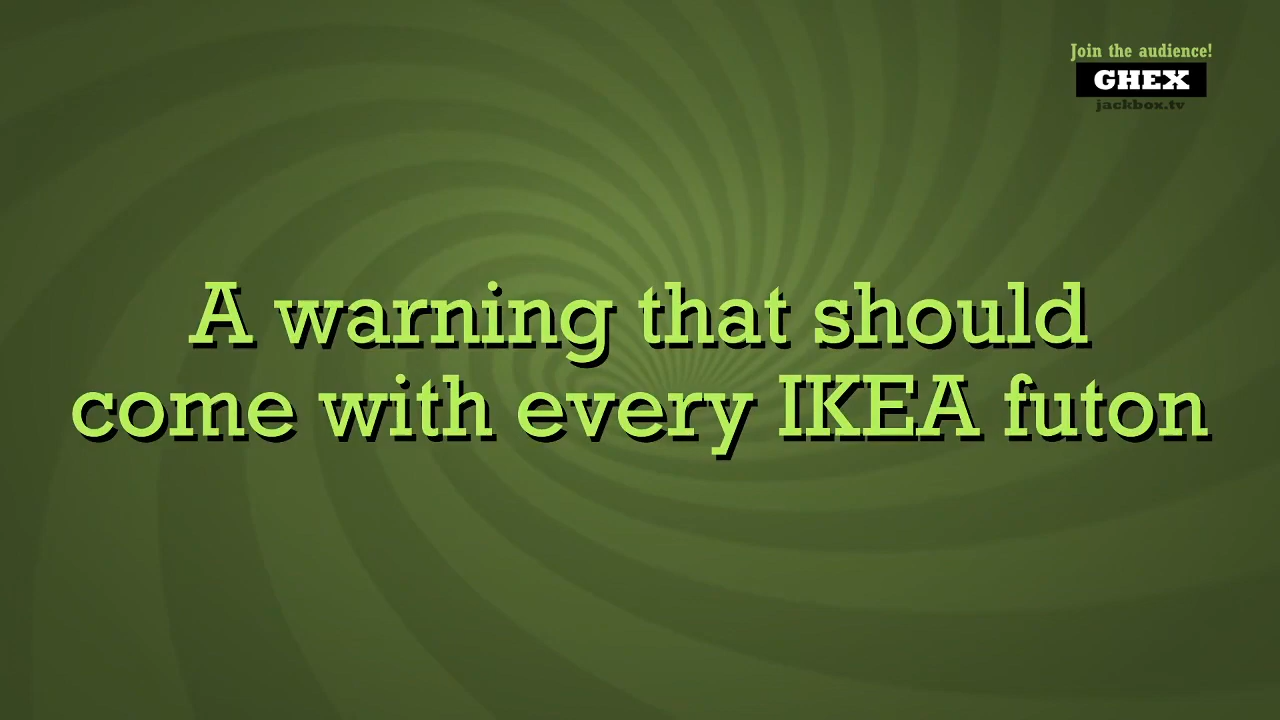 Join the audience!
GHEX
jackbox.tv
A warning that should
come with every IKEA futon